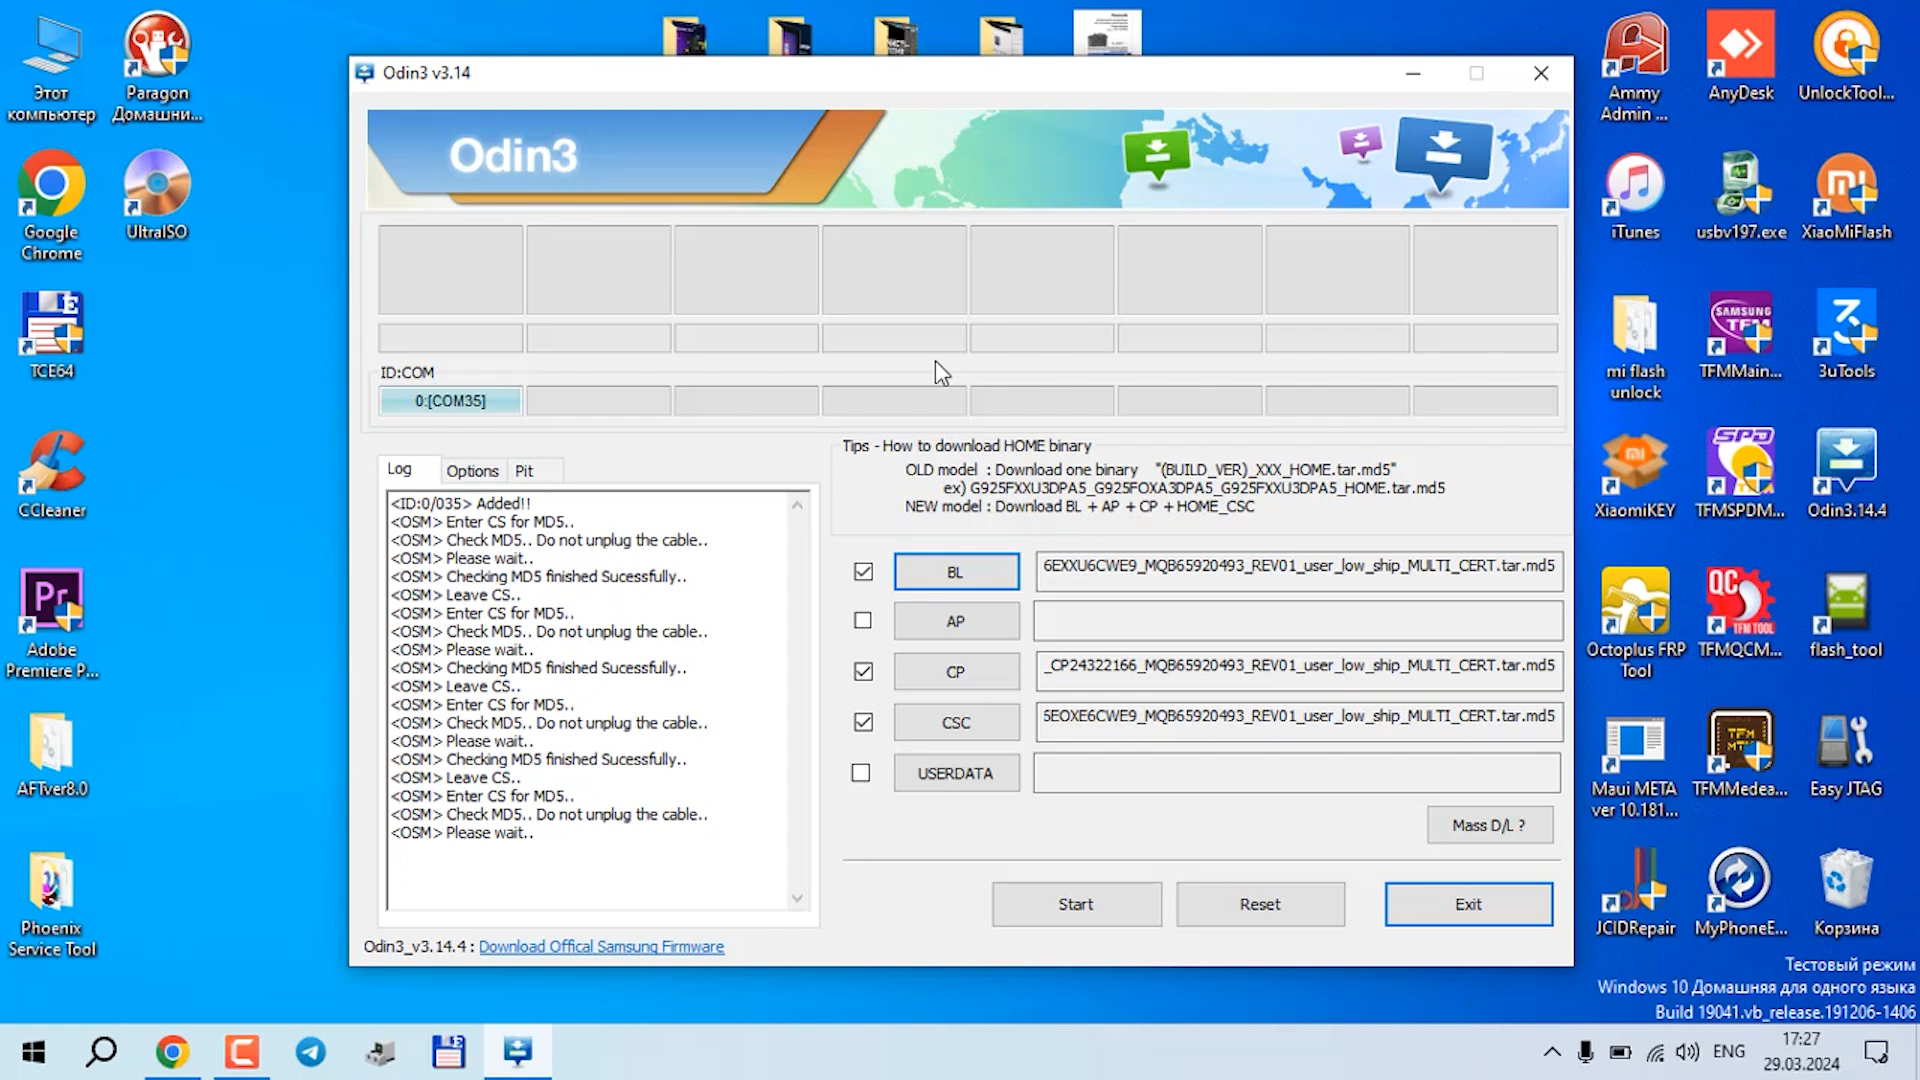 Odin3 v3.14
Odin3
ID:COM
0:[COM35]
Log
Options
Pit
<ID:0/035> Added!!
<OSM> Enter CS for MD5..
<OSM> Check MD5.. Do not unplug the cable..
<OSM> Please wait..
<OSM> Checking MD5 finished Sucessfully..
<OSM> Leave CS..
<OSM> Enter CS for MD5..
<OSM> Check MD5.. Do not unplug the cable..
<OSM> Please wait..
<OSM> Checking MD5 finished Sucessfully..
<OSM> Leave CS..
<OSM> Enter CS for MD5..
<OSM> Check MD5.. Do not unplug the cable..
<OSM> Please wait..
<OSM> Checking MD5 finished Sucessfully..
<OSM> Leave CS..
<OSM> Enter CS for MD5..
<OSM> Check MD5.. Do not unplug the cable..
<OSM> Please wait..
Tips - How to download HOME binary
OLD model : Download one binary "(BUILD_VER)_XXX_HOME.tar.md5"
ex) G925FXXU3DPA5_G925FOXA3DPA5_G925FXXU3DPA5_HOME.tar.md5
NEW model : Download BL + AP + CP + HOME_CSC
BL
6EXXU6CWE9_MQB65920493_REV01_user_low_ship_MULTI_CERT.tar.md5
AP
CP
_CP24322166_MQB65920493_REV01_user_low_ship_MULTI_CERT.tar.md5
CSC
6EOXE6CWE9_MQB65920493_REV01_user_low_ship_MULTI_CERT.tar.md5
USERDATA
Mass D/L ?
Start
Reset
Exit
Odin3_v3.14.4 : Download Offical Samsung Firmware
Этот
компьютер
Paragon
Домашни...
Google
Chrome
UltraISO
TCE64
CCleaner
Pr
Adobe
Premiere P...
AFTver8.0
Phoenix
Service Tool
Ammy
Admin ...
AnyDesk
UnlockTool...
iTunes
usbv197.exe
XiaoMiFlash
mi flash
unlock
SAMSUNG
TFM
TFMMain...
3uTools
XiaomiKEY
SPD
TFMSPDM...
Odin3.14.4
Octoplus FRP
Tool
QC
TFM TOOL
TFMQCM...
flash_tool
Maui META
ver 10.181...
TFM
MTK
TFMMedea...
Easy JTAG
JCIDRepair
MyPhoneE...
Корзина
Тестовый режим
Windows 10 Домашняя для одного языка
Build 19041.vb_release.191206-1406
ENG
17:27
29.03.2024